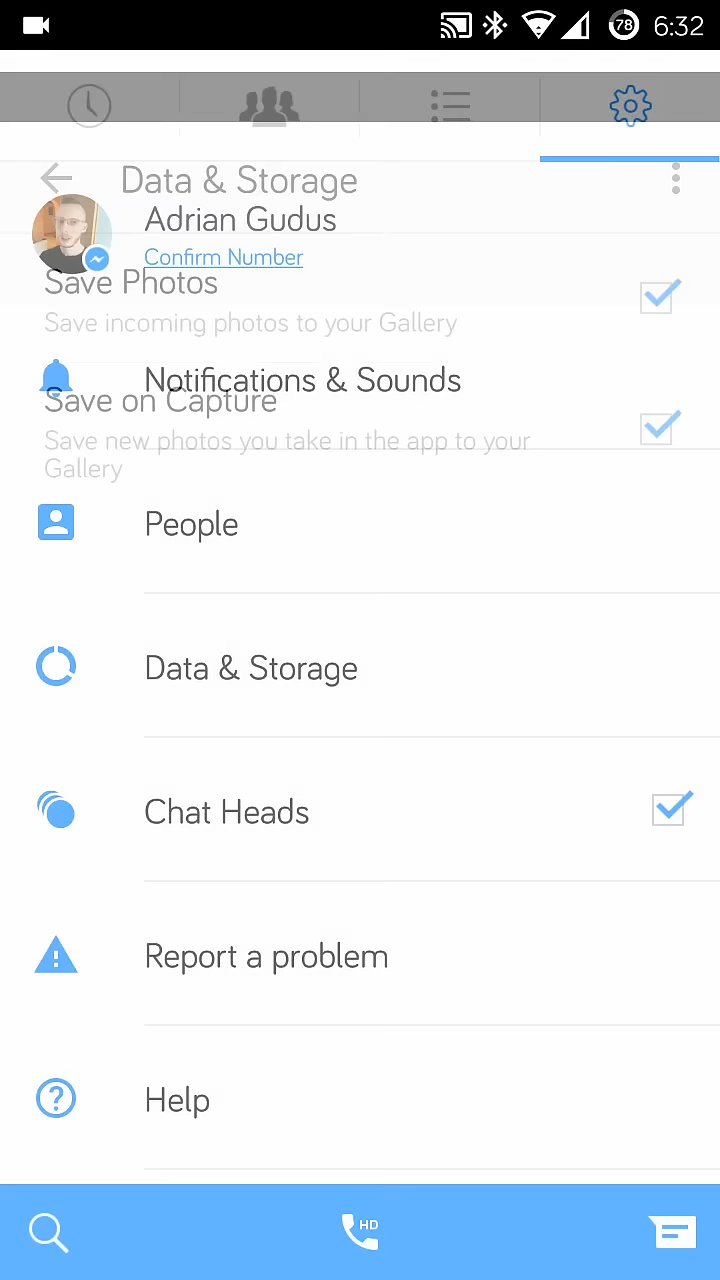 78 6:32
Data & Storage
Adrian Gudus
Confirm Number
Save Photos
Save incoming photos to your Gallery
Notifications & Sounds
Save on Capture
Save new photos you take in the app to your
Gallery
People
Data & Storage
Chat Heads
Report a problem
Help
HD